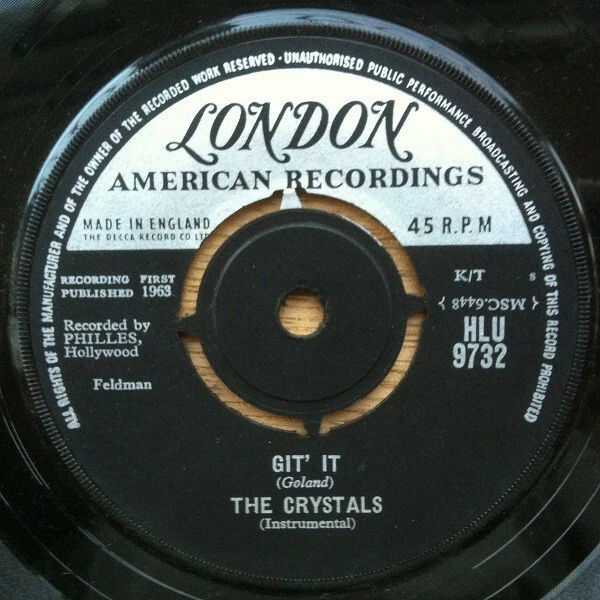 ALL RIGHTS OF THE MANUFACTURER AND OF THE OWNER OF THE RECORDED WORK RESERVED · UNAUTHORISED PUBLIC PERFORMANCE BROADCASTING AND COPYING OF THIS RECORD PROHIBITED
LONDON
AMERICAN RECORDINGS
MADE IN ENGLAND
THE DECCA RECORD CO LT
45 R.P.M
RECORDING FIRST
PUBLISHED 1963
K/T s
MSC.6448
Recorded by
PHILLES,
Hollywood
HLU
9732
Feldman
GIT' IT
(Goland)
THE CRYSTALS
(Instrumental)